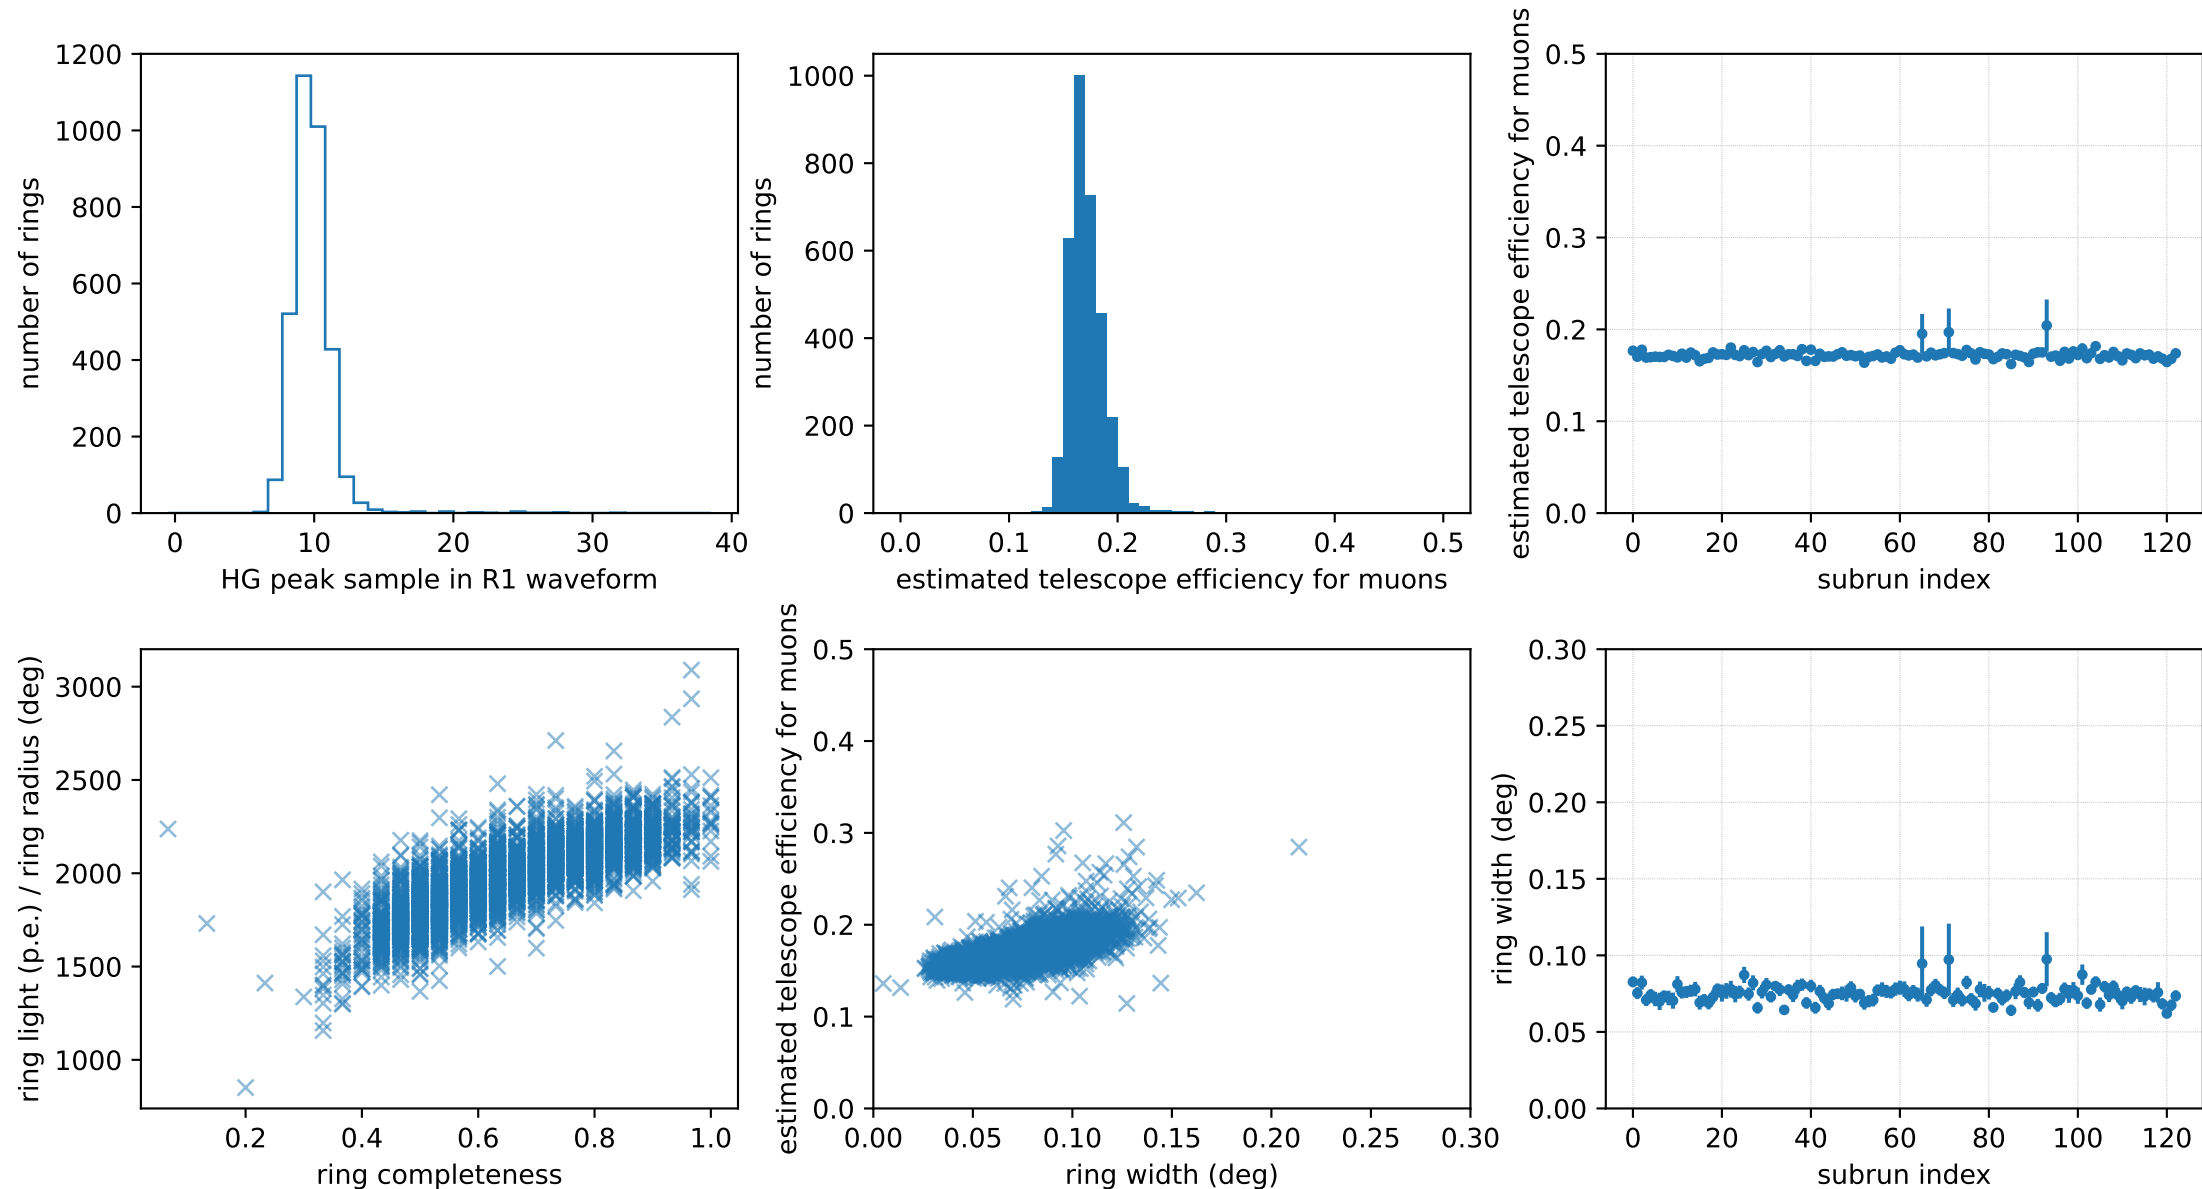 number of rings
1200
1000
800
600
400
200
0
0 10 20 30 40
HG peak sample in R1 waveform
number of rings
1000
800
600
400
200
0
0.0 0.1 0.2 0.3 0.4 0.5
estimated telescope efficiency for muons
estimated telescope efficiency for muons
0.5
0.4
0.3
0.2
0.1
0.0
0 20 40 60 80 100 120
subrun index
ring light (p.e.) / ring radius (deg)
3000
2500
2000
1500
1000
0.2 0.4 0.6 0.8 1.0
ring completeness
estimated telescope efficiency for muons
0.5
0.4
0.3
0.2
0.1
0.0
0.00 0.05 0.10 0.15 0.20 0.25 0.30
ring width (deg)
ring width (deg)
0.30
0.25
0.20
0.15
0.10
0.05
0.00
0 20 40 60 80 100 120
subrun index